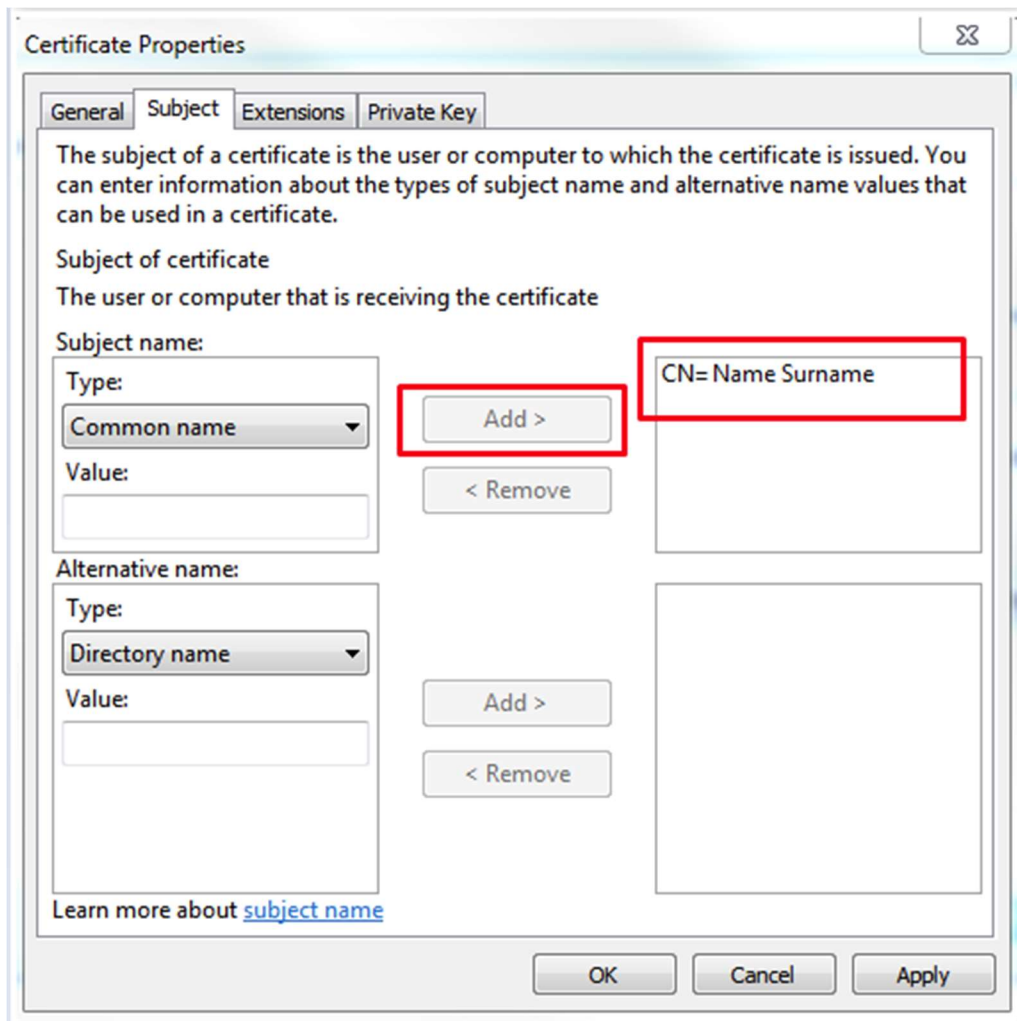 Certificate Properties
General Subject Extensions Private Key
The subject of a certificate is the user or computer to which the certificate is issued. You
can enter information about the types of subject name and alternative name values that
can be used in a certificate.
Subject of certificate
The user or computer that is receiving the certificate
Subject name:
Type:
Common name
Value:
Add >
< Remove
CN= Name Surname
Alternative name:
Type:
Directory name
Value:
Add >
< Remove
Learn more about subject name
OK Cancel Apply